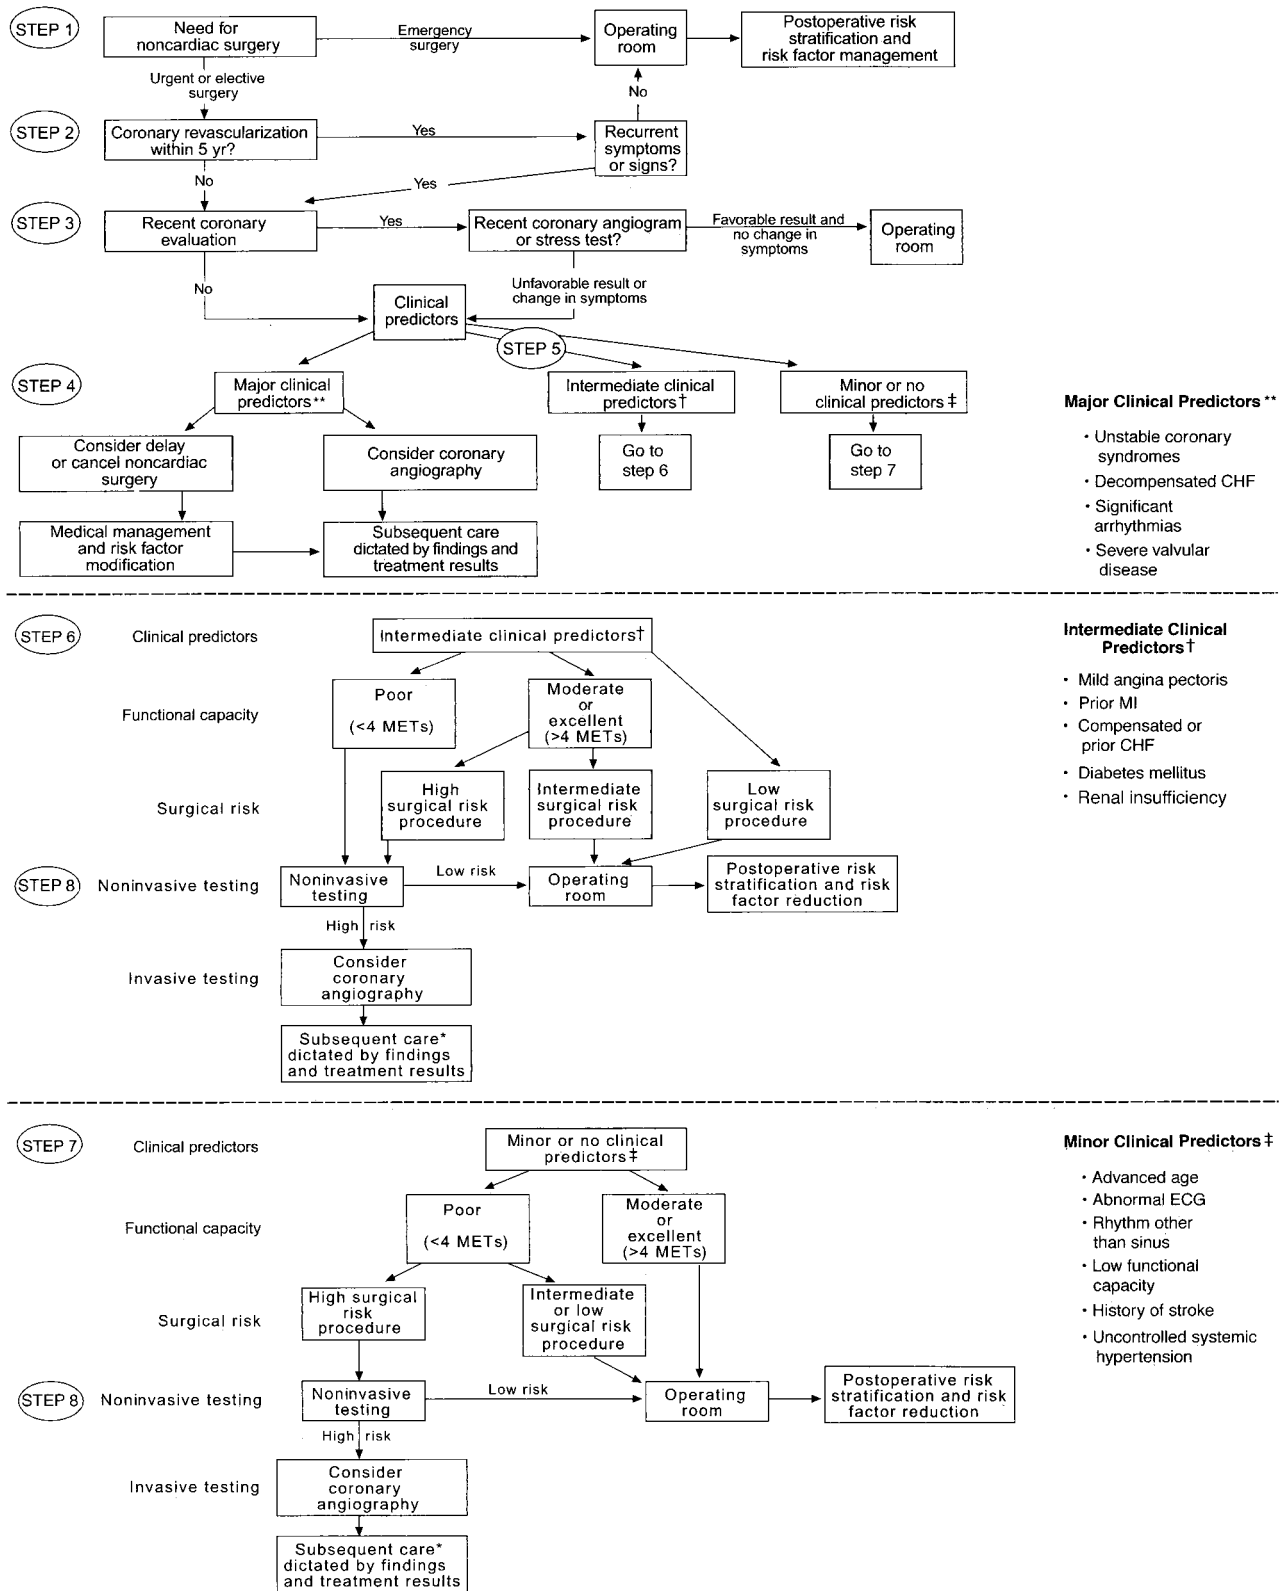 STEP 1
Need for
noncardiac surgery
Emergency
surgery
Operating
room
Postoperative risk
stratification and
risk factor management
Urgent or elective
surgery
No
STEP 2
Coronary revascularization
within 5 yr?
Yes
Recurrent
symptoms
or signs?
No
Yes
STEP 3
Recent coronary
evaluation
Yes
Recent coronary angiogram
or stress test?
Favorable result and
no change in
symptoms
Operating
room
No
Unfavorable result or
change in symptoms
Clinical
predictors
STEP 5
STEP 4
Major clinical
predictors**
Intermediate clinical
predictors†
Minor or no
clinical predictors‡
Consider delay
or cancel noncardiac
surgery
Consider coronary
angiography
Go to
step 6
Go to
step 7
Medical management
and risk factor
modification
Subsequent care
dictated by findings and
treatment results
Major Clinical Predictors**
• Unstable coronary
syndromes
• Decompensated CHF
• Significant
arrhythmias
• Severe valvular
disease
STEP 6
Clinical predictors
Intermediate clinical predictors†
Functional capacity
Poor
(<4 METs)
Moderate
or
excellent
(>4 METs)
Surgical risk
High
surgical risk
procedure
Intermediate
surgical risk
procedure
Low
surgical risk
procedure
STEP 8
Noninvasive testing
Noninvasive
testing
Low risk
Operating
room
Postoperative risk
stratification and risk
factor reduction
High risk
Invasive testing
Consider
coronary
angiography
Subsequent care*
dictated by findings
and treatment results
Intermediate Clinical
Predictors†
• Mild angina pectoris
• Prior MI
• Compensated or
prior CHF
• Diabetes mellitus
• Renal insufficiency
STEP 7
Clinical predictors
Minor or no clinical
predictors‡
Functional capacity
Poor
(<4 METs)
Moderate
or
excellent
(>4 METs)
Surgical risk
High surgical
risk
procedure
Intermediate
or low
surgical risk
procedure
STEP 8
Noninvasive testing
Noninvasive
testing
Low risk
Operating
room
Postoperative risk
stratification and risk
factor reduction
High risk
Invasive testing
Consider
coronary
angiography
Subsequent care*
dictated by findings
and treatment results
Minor Clinical Predictors‡
• Advanced age
• Abnormal ECG
• Rhythm other
than sinus
• Low functional
capacity
• History of stroke
• Uncontrolled systemic
hypertension